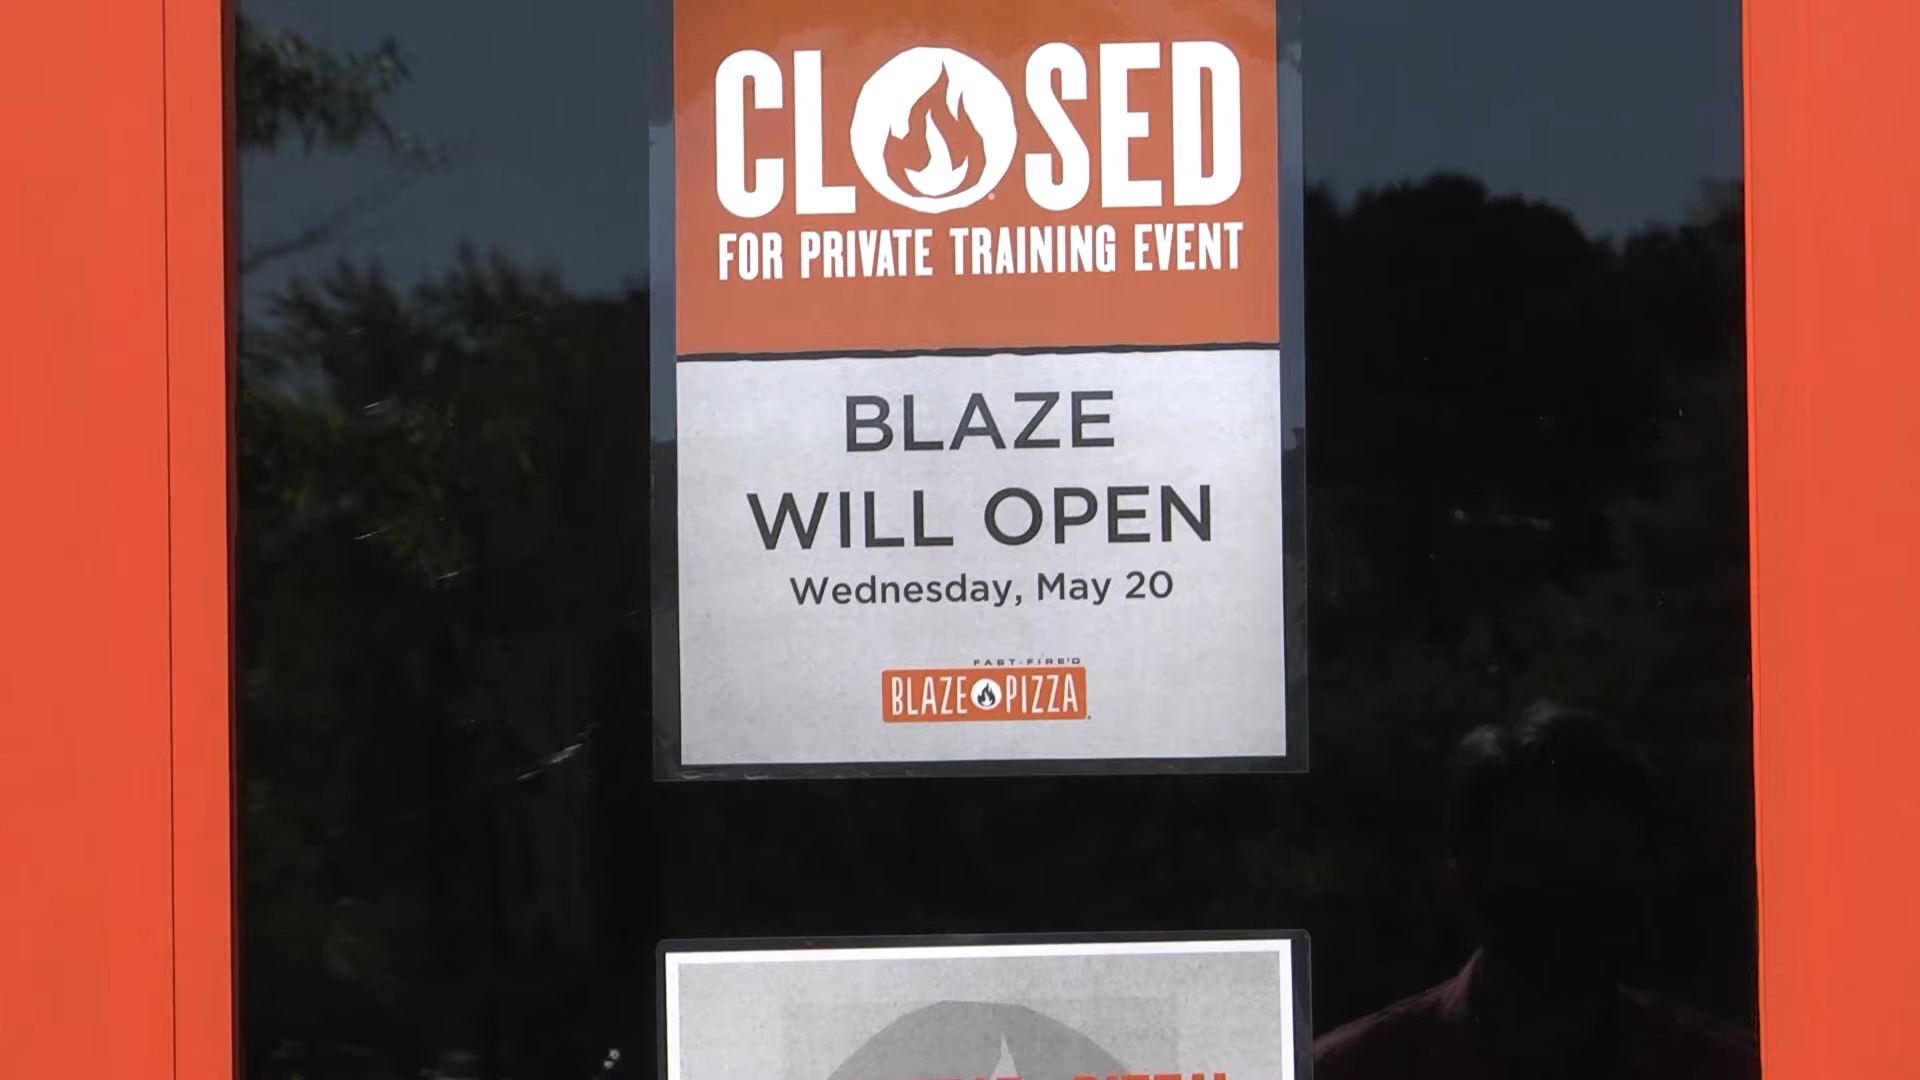 CLOSED
FOR PRIVATE TRAINING EVENT
BLAZE
WILL OPEN
Wednesday, May 20
FAST-FIRE'D
BLAZE PIZZA